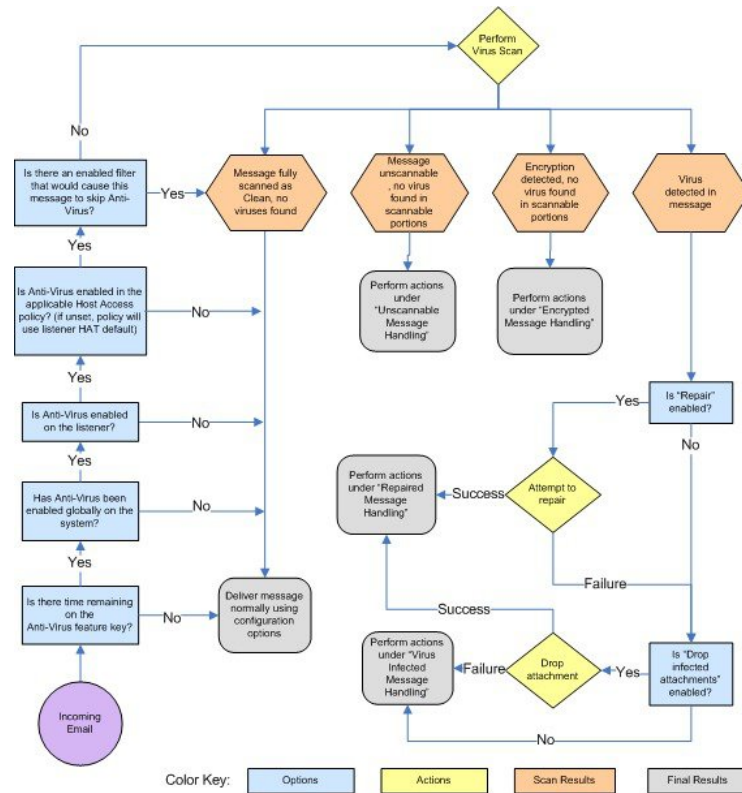 Perform
Virus Scan
No
Is there an enabled filter
that would cause this
message to skip Anti-
Virus?
Yes
Message fully
scanned as
Clean, no
viruses found
Message
unscannable
, no virus
found in
scannable
portions
Encryption
detected, no
virus found
in scannable
portions
Virus
detected in
message
Yes
Is Anti-Virus enabled in the
applicable Host Access
policy? (if unset, policy will
use listener HAT default)
No
Perform actions
under
“Unscannable
Message
Handling”
Perform actions
under “Encrypted
Message Handling”
Yes
Is Anti-Virus enabled
on the listener?
No
Is “Repair”
enabled?
Yes
No
Yes
Has Anti-Virus been
enabled globally on the
system?
No
Perform actions
under “Repaired
Message
Handling”
Success
Attempt to
repair
Failure
Yes
Is there time remaining
on the
Anti-Virus feature key?
No
Deliver message
normally using
configuration
options
Success
Perform actions
under “Virus
Infected
Message
Handling”
Failure
Drop
attachment
Yes
Is “Drop
infected
attachments”
enabled?
No
Incoming
Email
Color Key:
Options
Actions
Scan Results
Final Results